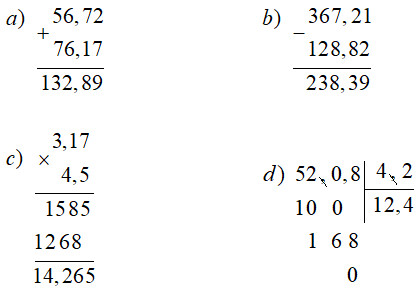 a) 56,72
+
76,17
132,89
b) 367,21
−
128,82
238,39
c) 3,17
×
4,5
1585
1268
14,265
d) 52,0,8 4,2
10 0 12,4
1 68
0